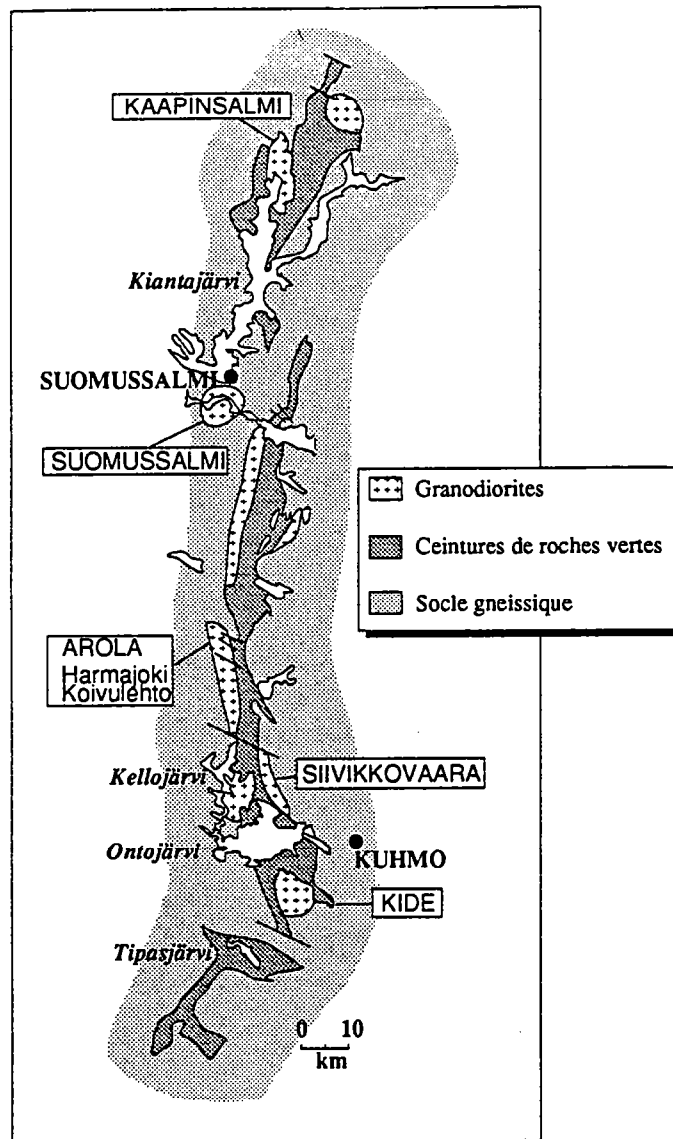 KAAPINSALMI
Kiantajärvi
SUOMUSSALMI
SUOMUSSALMI
Granodiorites
Ceintures de roches vertes
Socle gneissique
AROLA
Harmajoki
Koivulehto
SIIVIKKOVAARA
Kellojärvi
Ontojärvi
KUHMO
KIDE
Tipasjärvi
0 10
km